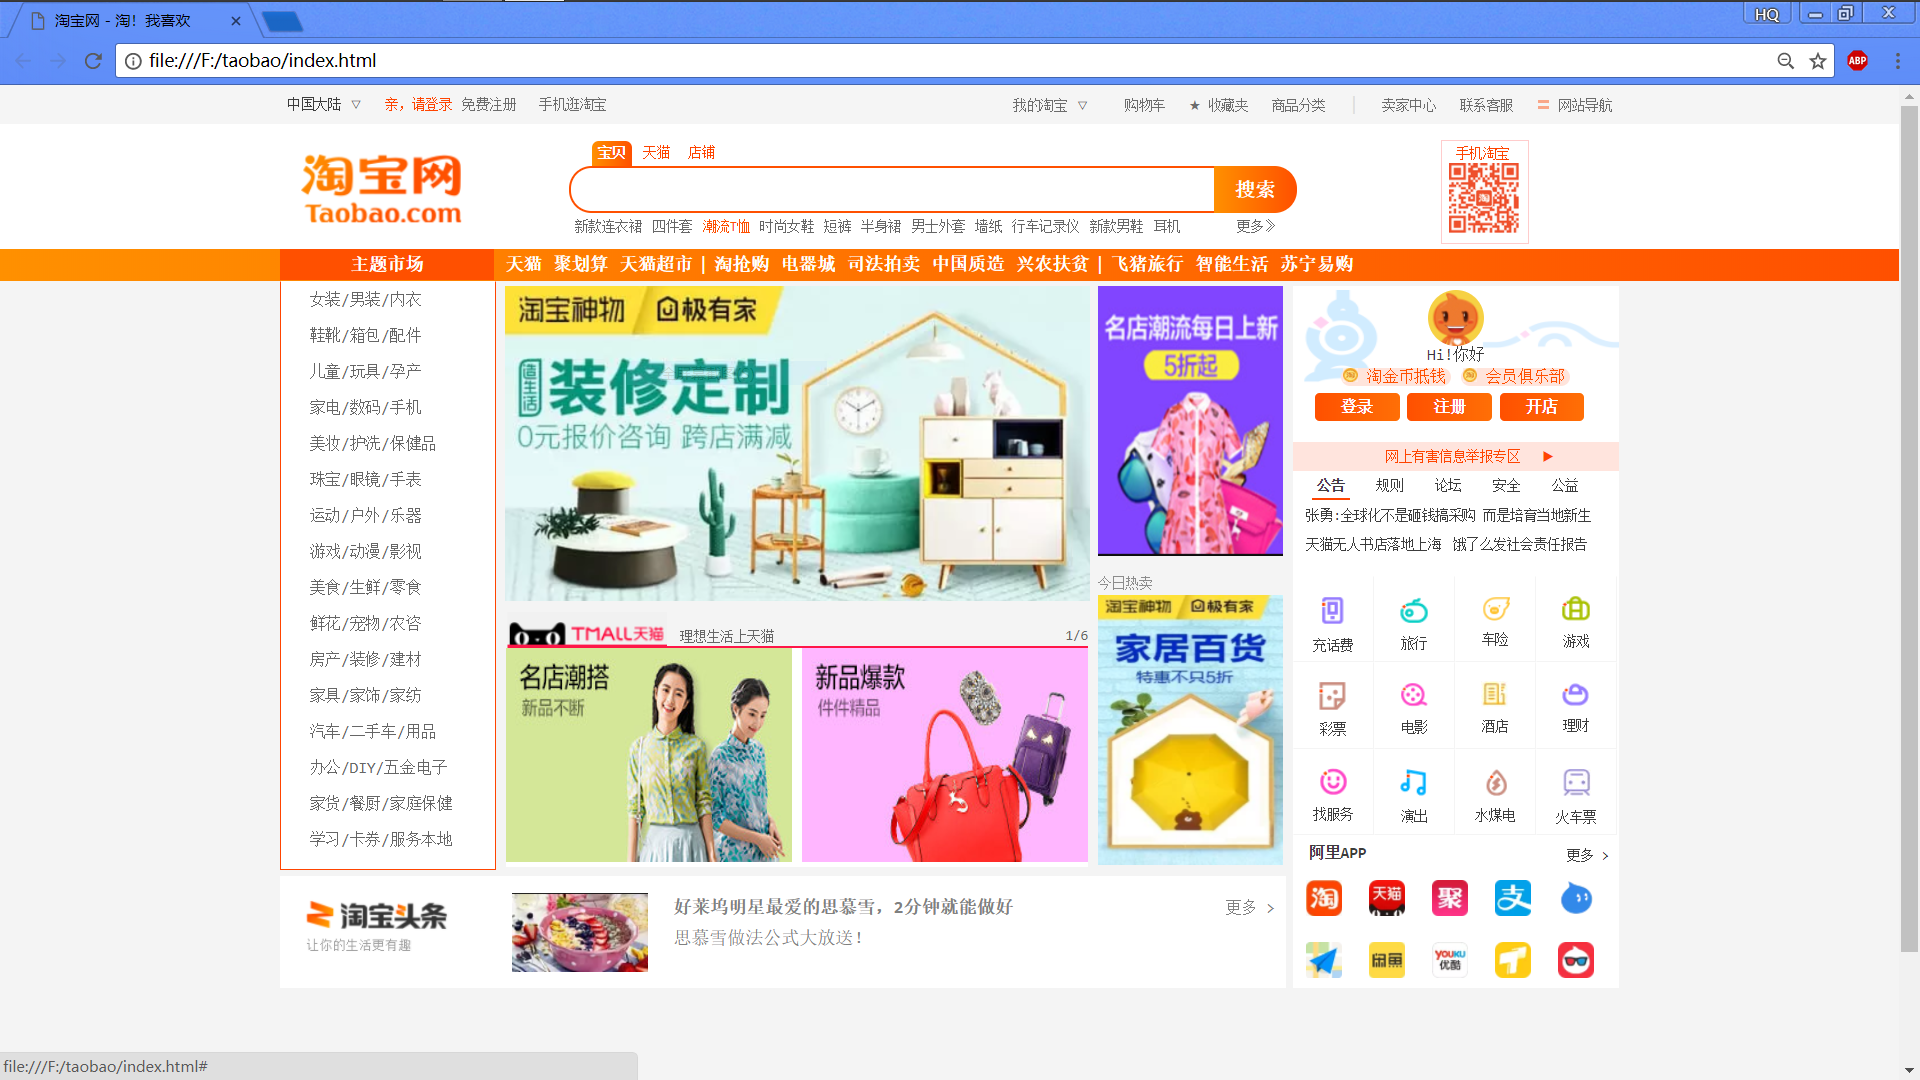 淘宝网 - 淘！我喜欢
HQ
file:///F:/taobao/index.html
ABP
中国大陆 亲，请登录 免费注册 手机逛淘宝
我的淘宝 购物车 收藏夹 商品分类 卖家中心 联系客服 网站导航
淘宝网
Taobao.com
宝贝 天猫 店铺
搜索
新款连衣裙 四件套 潮流T恤 时尚女鞋 短裤 半身裙 男士外套 墙纸 行车记录仪 新款男鞋 耳机 更多
手机淘宝
主题市场 天猫 聚划算 天猫超市 | 淘抢购 电器城 司法拍卖 中国质造 兴农扶贫 | 飞猪旅行 智能生活 苏宁易购
女装/男装/内衣
鞋靴/箱包/配件
儿童/玩具/孕产
家电/数码/手机
美妆/护洗/保健品
珠宝/眼镜/手表
运动/户外/乐器
游戏/动漫/影视
美食/生鲜/零食
鲜花/宠物/农咨
房产/装修/建材
家具/家饰/家纺
汽车/二手车/用品
办公/DIY/五金电子
家货/餐厨/家庭保健
学习/卡券/服务本地
淘宝神物 极有家
造生活
装修定制
0元报价咨询 跨店满减
TMALL天猫 理想生活上天猫 1/6
名店潮搭
新品不断
新品爆款
件件精品
名店潮流每日上新
5折起
今日热卖
淘宝神物 极有家
家居百货
特惠不只5折
Hi!你好
淘金币抵钱 会员俱乐部
登录 注册 开店
网上有害信息举报专区
公告 规则 论坛 安全 公益
张勇:全球化不是砸钱搞采购 而是培育当地新生
天猫无人书店落地上海 饿了么发社会责任报告
充话费 旅行 车险 游戏
彩票 电影 酒店 理财
找服务 演出 水煤电 火车票
阿里APP 更多 >
淘 天猫 聚 支
闲鱼 YOUKU 优酷
淘宝头条
让你的生活更有趣
好莱坞明星最爱的思慕雪，2分钟就能做好
思慕雪做法公式大放送！
更多 >
file:///F:/taobao/index.html#